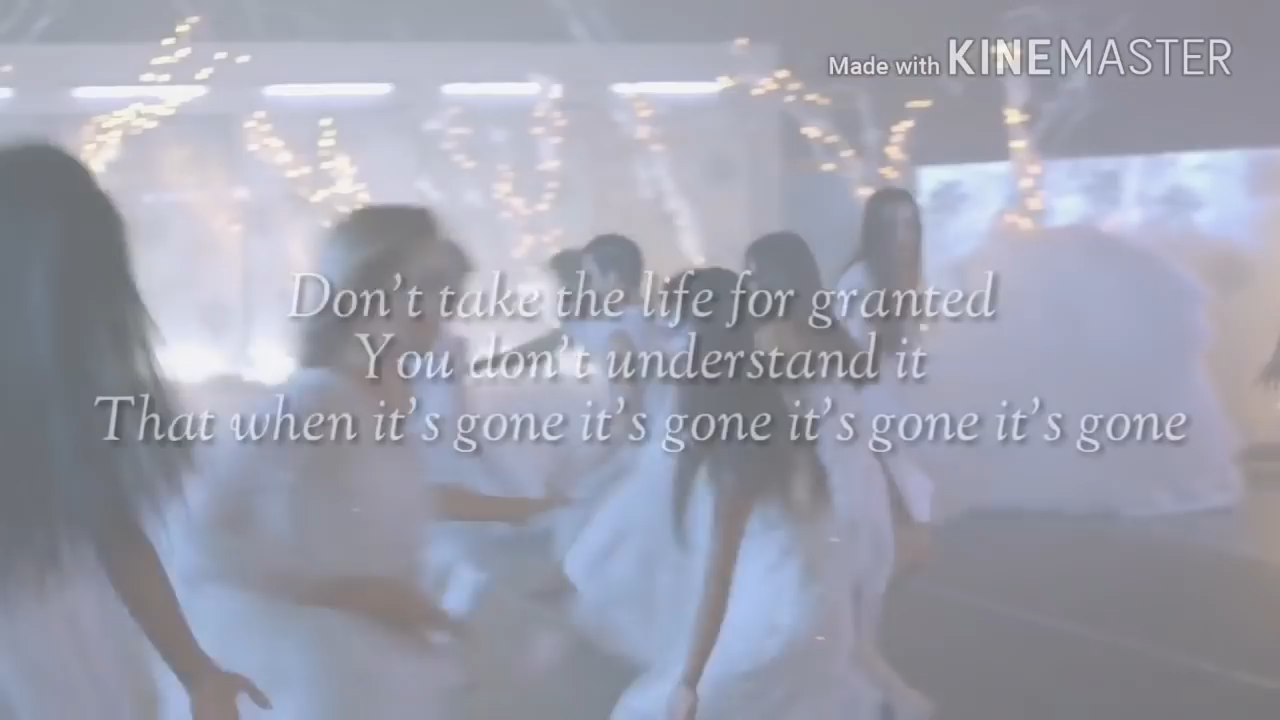 Made with KINEMASTER
Don't take the life for granted
You don't understand it
That when it's gone it's gone it's gone it's gone